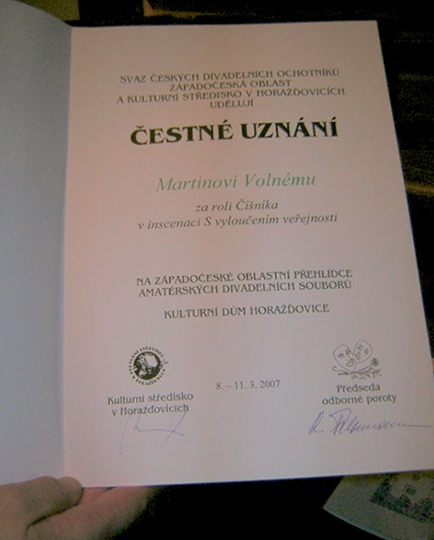 SVAZ ČESKÝCH DIVADELNÍCH OCHOTNÍKŮ
ZÁPADOČESKÁ OBLAST
A KULTURNÍ STŘEDISKO V HORAŽĎOVICÍCH
UDĚLUJÍ
ČESTNÉ UZNÁNÍ
Martinovi Volnému
za roli Číšníka
v inscenaci S vyloučením veřejnosti
NA ZÁPADOČESKÉ OBLASTNÍ PŘEHLÍDCE
AMATÉRSKÝCH DIVADELNÍCH SOUBORŮ
KULTURNÍ DŮM HORAŽĎOVICE
8. – 11. 3. 2007
Kulturní středisko
v Horažďovicích
Předseda
odborné poroty